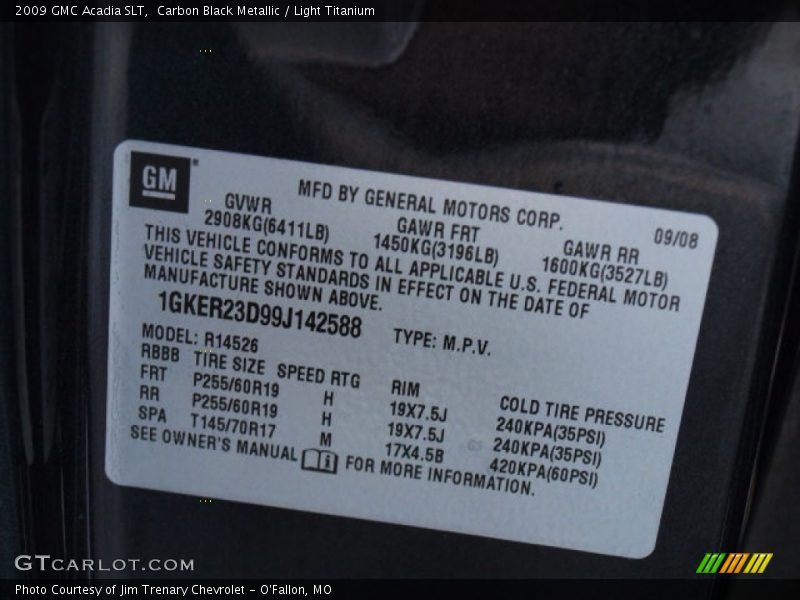 2009 GMC Acadia SLT,  Carbon Black Metallic / Light Titanium
GM
MFD BY GENERAL MOTORS CORP.
09/08
GVWR GAWR FRT GAWR RR
2908KG(6411LB) 1450KG(3196LB) 1600KG(3527LB)
THIS VEHICLE CONFORMS TO ALL APPLICABLE U.S. FEDERAL MOTOR
VEHICLE SAFETY STANDARDS IN EFFECT ON THE DATE OF
MANUFACTURE SHOWN ABOVE.
1GKER23D99J142588 TYPE: M.P.V.
MODEL: R14526
RBBB TIRE SIZE SPEED RTG RIM COLD TIRE PRESSURE
FRT P255/60R19 H 19X7.5J 240KPA(35PSI)
RR P255/60R19 H 19X7.5J 240KPA(35PSI)
SPA T145/70R17 M 17X4.5B 420KPA(60PSI)
SEE OWNER'S MANUAL FOR MORE INFORMATION.
GTCARLOT.COM
Photo Courtesy of Jim Trenary Chevrolet - O'Fallon, MO